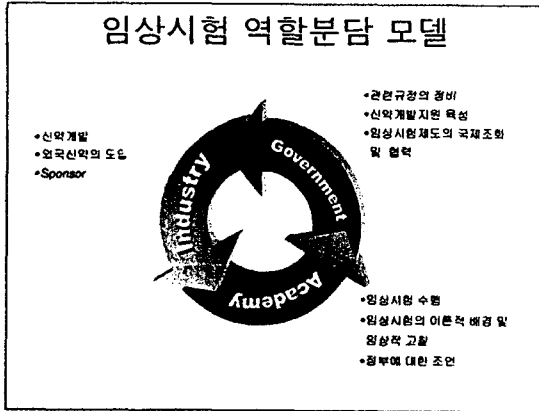 임상시험 역할분담 모델
•신약개발
•외국신약의 도입
•Sponsor
•관련규정의 정비
•신약개발지원 육성
•임상시험제도의 국제조화
및 협력
Industry
Government
Academy
•임상시험 수행
•임상시험의 이론적 배경 및
임상적 고찰
•정부에 대한 조언